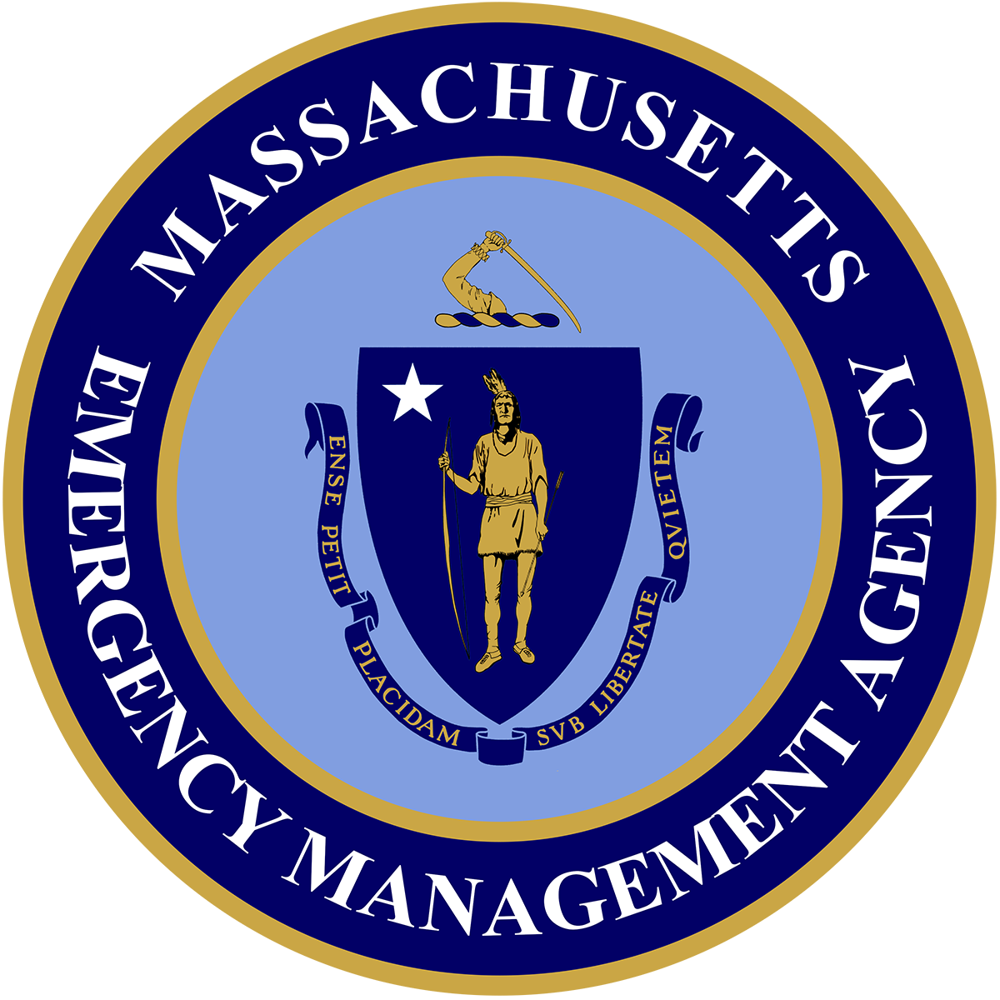 MASSACHUSETTS
EMERGENCY MANAGEMENT AGENCY
ENSE PETIT
PLACIDAM
SVB LIBERTATE
QVIETEM